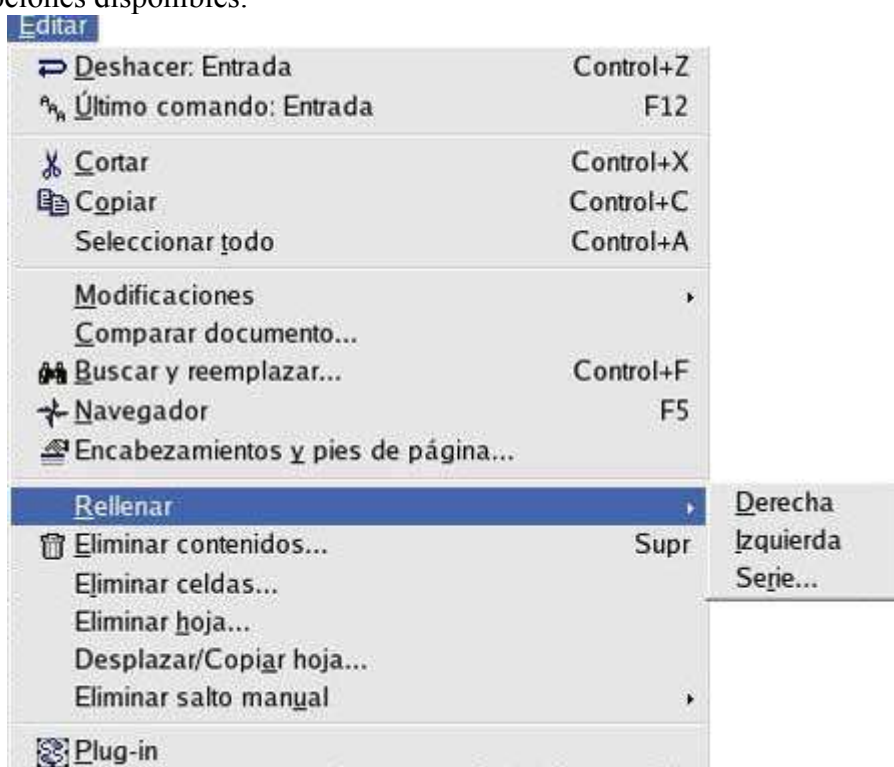 ciones disponibles:
Editar
Deshacer: Entrada Control+Z
Último comando: Entrada F12
Cortar Control+X
Copiar Control+C
Seleccionar todo Control+A
Modificaciones
Comparar documento...
Buscar y reemplazar... Control+F
Navegador F5
Encabezamientos y pies de página...
Rellenar
Derecha
Eliminar contenidos... Supr
Izquierda
Eliminar celdas...
Serie...
Eliminar hoja...
Desplazar/Copiar hoja...
Eliminar salto manual
Plug-in